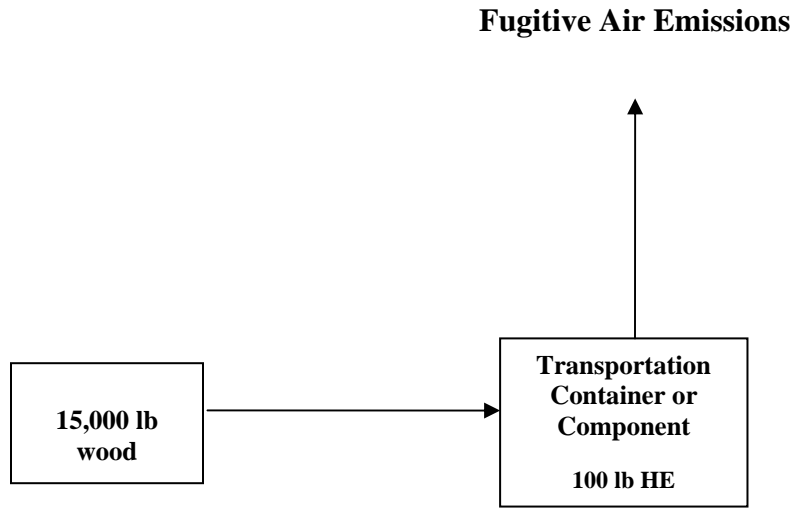 Fugitive Air Emissions
15,000 lb
wood
Transportation
Container or
Component
100 lb HE